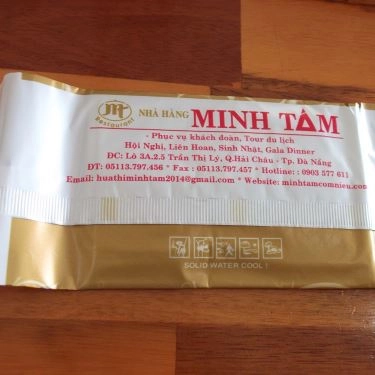 MT
Restaurant
NHÀ HÀNG MINH TÂM
- Phục vụ khách đoàn, Tour du lịch
Hội Nghị, Liên Hoan, Sinh Nhật, Gala Dinner
ĐC: Lô 3A.2.5 Trần Thị Lý, Q.Hải Châu - Tp. Đà Nẵng
ĐT: 05113.797.456 * Fax : 05113.797.457 * Hotline: : 0903 577 611
Email: huathiminhtam2014@gmail.com * Website: minhtamcomnieu.com
SOLID WATER COOL !